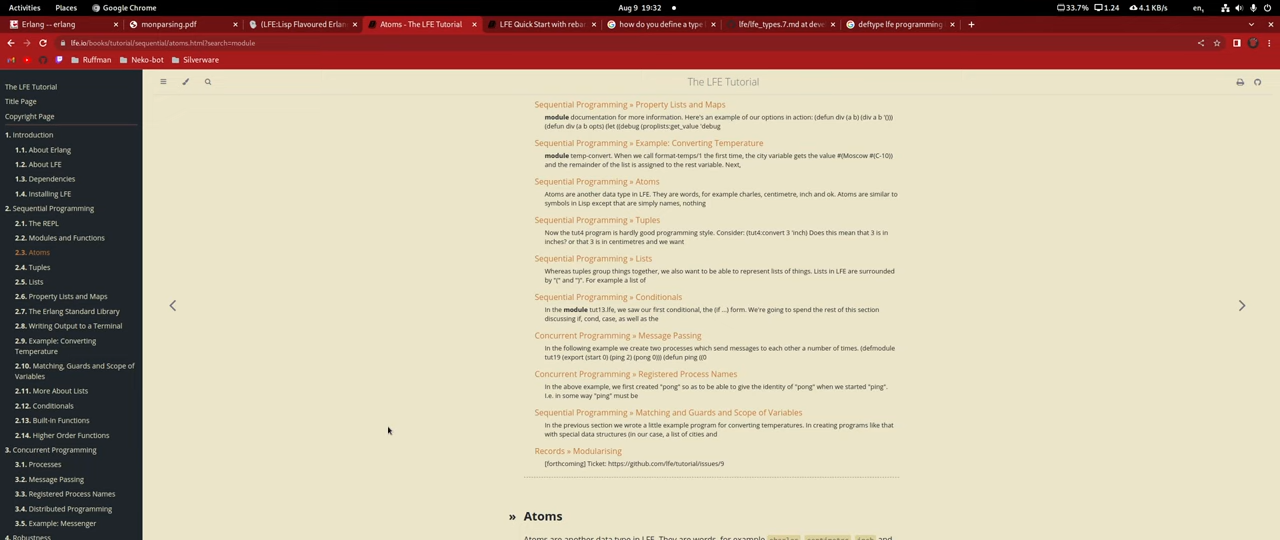 Activities Places Google Chrome Aug 9 19:32 33.7% 1.24 4.1 KB/s en
Erlang -- erlang monparsing.pdf (LFE:Lisp Flavoured Erlan Atoms - The LFE Tutorial LFE Quick Start with rebar how do you define a type lfe/lfe_types.7.md at deve deftype lfe programming
lfe.io/books/tutorial/sequential/atoms.html?search=module
Ruffman Neko-bot Silverware
The LFE Tutorial
Title Page
Copyright Page
1. Introduction
1.1. About Erlang
1.2. About LFE
1.3. Dependencies
1.4. Installing LFE
2. Sequential Programming
2.1. The REPL
2.2. Modules and Functions
2.3. Atoms
2.4. Tuples
2.5. Lists
2.6. Property Lists and Maps
2.7. The Erlang Standard Library
2.8. Writing Output to a Terminal
2.9. Example: Converting
Temperature
2.10. Matching, Guards and Scope of
Variables
2.11. More About Lists
2.12. Conditionals
2.13. Built-in Functions
2.14. Higher Order Functions
3. Concurrent Programming
3.1. Processes
3.2. Message Passing
3.3. Registered Process Names
3.4. Distributed Programming
3.5. Example: Messenger
4. Robustness
The LFE Tutorial
Sequential Programming » Property Lists and Maps
module documentation for more information. Here's an example of our options in action: (defun div (a b) (div a b '()))
(defun div (a b opts) (let ((debug (proplists:get_value 'debug
Sequential Programming » Example: Converting Temperature
module temp-convert. When we call format-temps/1 the first time, the city variable gets the value #(Moscow #(C-10))
and the remainder of the list is assigned to the rest variable. Next,
Sequential Programming » Atoms
Atoms are another data type in LFE. They are words, for example charles, centimetre, inch and ok. Atoms are similar to
symbols in Lisp except that are simply names, nothing
Sequential Programming » Tuples
Now the tut4 program is hardly good programming style. Consider: (tut4:convert 3 'inch) Does this mean that 3 is in
inches? or that 3 is in centimetres and we want
Sequential Programming » Lists
Whereas tuples group things together, we also want to be able to represent lists of things. Lists in LFE are surrounded
by "(" and ")". For example a list of
Sequential Programming » Conditionals
In the module tut13.lfe, we saw our first conditional, the (if ...) form. We're going to spend the rest of this section
discussing if, cond, case, as well as the
Concurrent Programming » Message Passing
In the following example we create two processes which send messages to each other a number of times. (defmodule
tut19 (export (start 0) (ping 2) (pong 0))) (defun ping ((0
Concurrent Programming » Registered Process Names
In the above example, we first created "pong" so as to be able to give the identity of "pong" when we started "ping".
I.e. in some way "ping" must be
Sequential Programming » Matching and Guards and Scope of Variables
In the previous section we wrote a little example program for converting temperatures. In creating programs like that
with special data structures (in our case, a list of cities and
Records » Modularising
[forthcoming] Ticket: https://github.com/lfe/tutorial/issues/9
» Atoms
Atoms are another data type in LFE. They are words, for example charles, centimetre, inch and